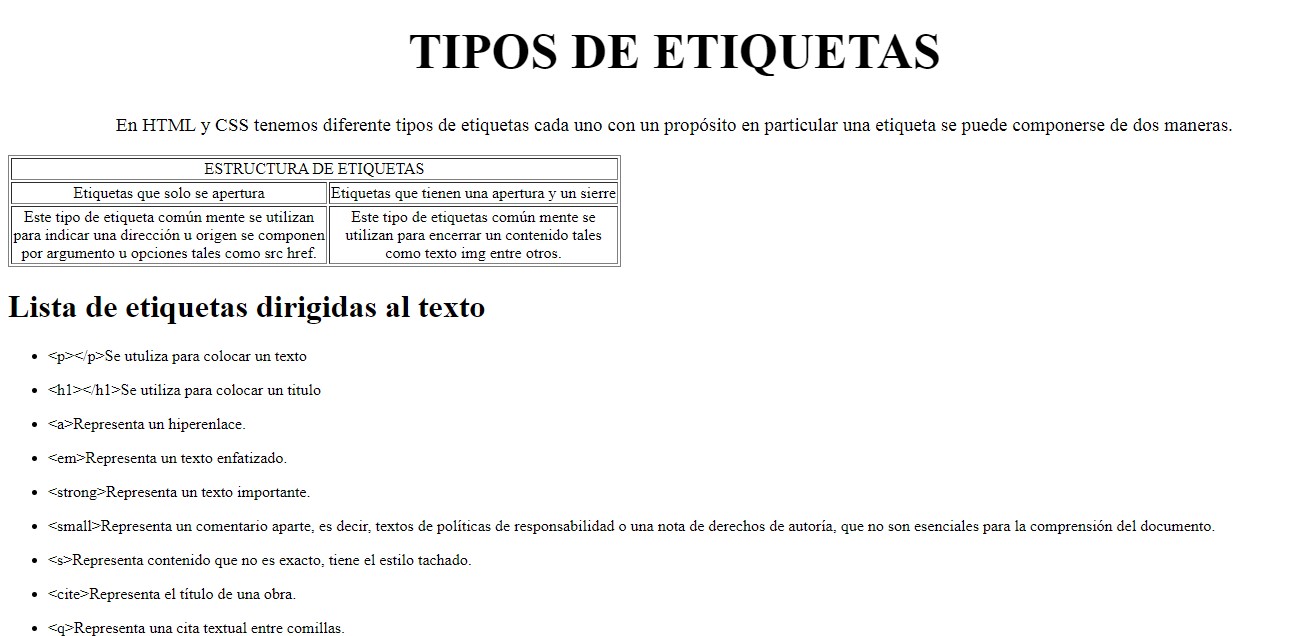 TIPOS DE ETIQUETAS
En HTML y CSS tenemos diferente tipos de etiquetas cada uno con un propósito en particular una etiqueta se puede componerse de dos maneras.
ESTRUCTURA DE ETIQUETAS
Etiquetas que solo se apertura
Etiquetas que tienen una apertura y un sierre
Este tipo de etiqueta común mente se utilizan
para indicar una dirección u origen se componen
por argumento u opciones tales como src href.
Este tipo de etiquetas común mente se
utilizan para encerrar un contenido tales
como texto img entre otros.
Lista de etiquetas dirigidas al texto
• <p></p>Se utuliza para colocar un texto
• <h1></h1>Se utiliza para colocar un titulo
• <a>Representa un hiperenlace.
• <em>Representa un texto enfatizado.
• <strong>Representa un texto importante.
• <small>Representa un comentario aparte, es decir, textos de políticas de responsabilidad o una nota de derechos de autoría, que no son esenciales para la comprensión del documento.
• <s>Representa contenido que no es exacto, tiene el estilo tachado.
• <cite>Representa el título de una obra.
• <q>Representa una cita textual entre comillas.